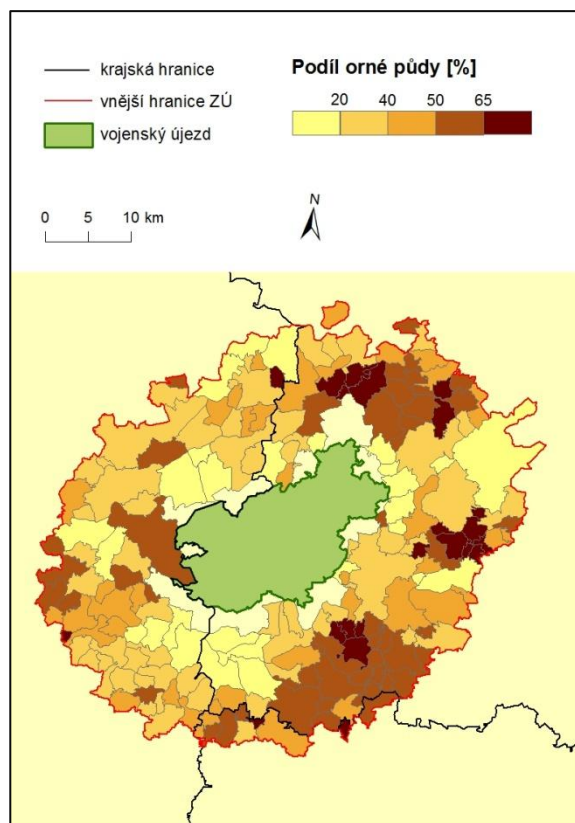 krajská hranice
vnější hranice ZÚ
vojenský újezd
Podíl orné půdy [%]
20 40 50 65
0 5 10 km
N